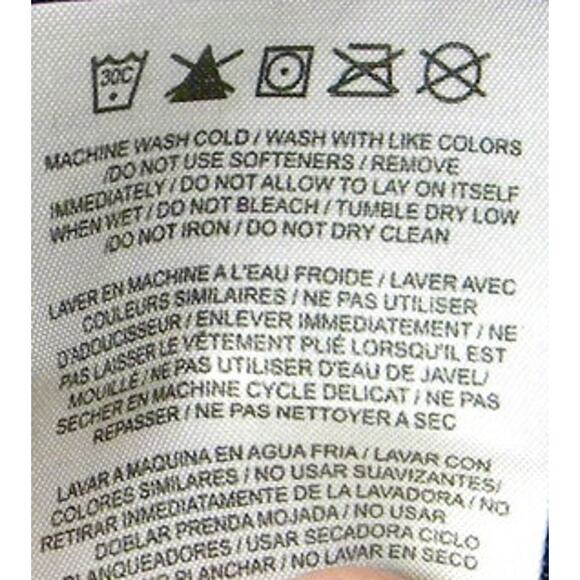 30C
MACHINE WASH COLD / WASH WITH LIKE COLORS
/DO NOT USE SOFTENERS / REMOVE
IMMEDIATELY / DO NOT ALLOW TO LAY ON ITSELF
WHEN WET / DO NOT BLEACH / TUMBLE DRY LOW
/DO NOT IRON / DO NOT DRY CLEAN
LAVER EN MACHINE A L'EAU FROIDE / LAVER AVEC
COULEURS SIMILAIRES / NE PAS UTILISER
D'ADOUCISSEUR / ENLEVER IMMEDIATEMENT / NE
PAS LAISSER LE VÊTEMENT PLIÉ LORSQU'IL EST
MOUILLÉ / NE PAS UTILISER D'EAU DE JAVEL/
SECHER EN MACHINE CYCLE DELICAT / NE PAS
REPASSER / NE PAS NETTOYER A SEC
LAVAR A MAQUINA EN AGUA FRIA / LAVAR CON
COLORES SIMILARES / NO USAR SUAVIZANTES/
RETIRAR INMEDIATAMENTE DE LA LAVADORA / NO
DOBLAR PRENDA MOJADA / NO USAR
BLANQUEADORES / USAR SECADORA CICLO
NO PLANCHAR / NO LAVAR EN SECO